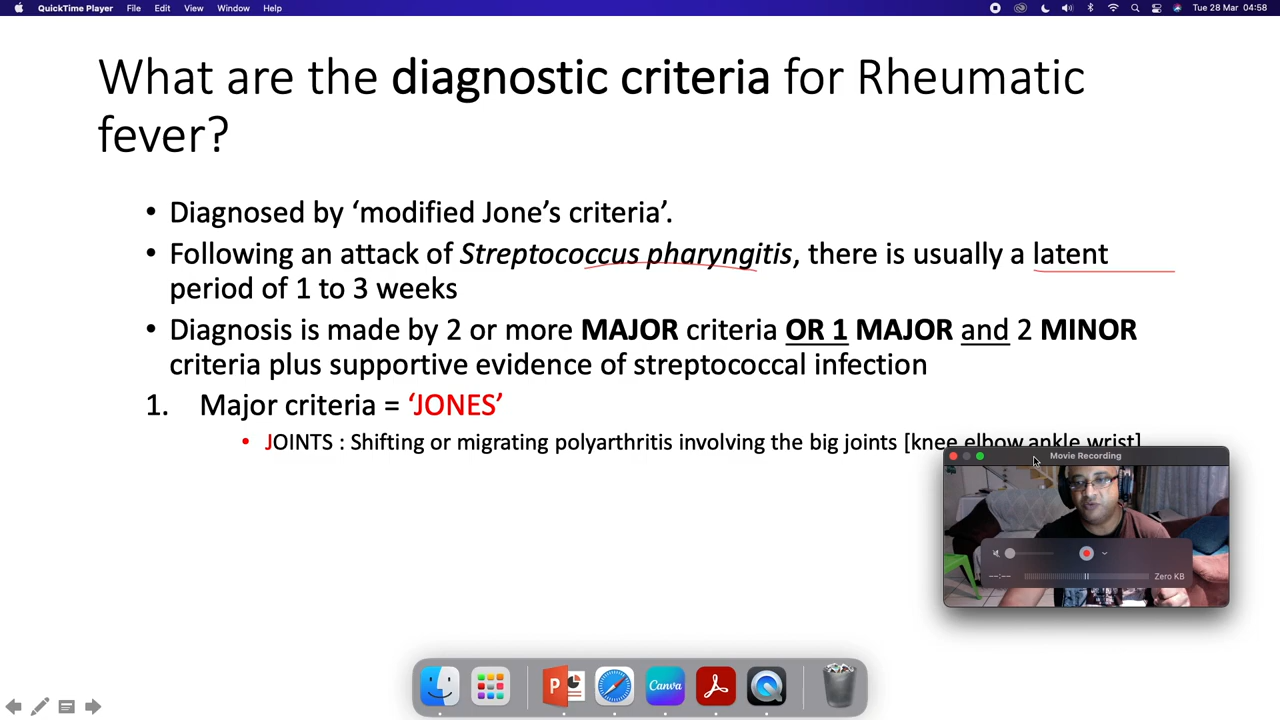 QuickTime Player File Edit View Window Help Tue 28 Mar 04:58
What are the diagnostic criteria for Rheumatic
fever?
• Diagnosed by ‘modified Jone’s criteria’.
• Following an attack of Streptococcus pharyngitis, there is usually a latent
period of 1 to 3 weeks
• Diagnosis is made by 2 or more MAJOR criteria OR 1 MAJOR and 2 MINOR
criteria plus supportive evidence of streptococcal infection
1. Major criteria = ‘JONES’
• JOINTS : Shifting or migrating polyarthritis involving the big joints [knee elbow ankle wrist]
Movie Recording
--:-- Zero KB
P Canva